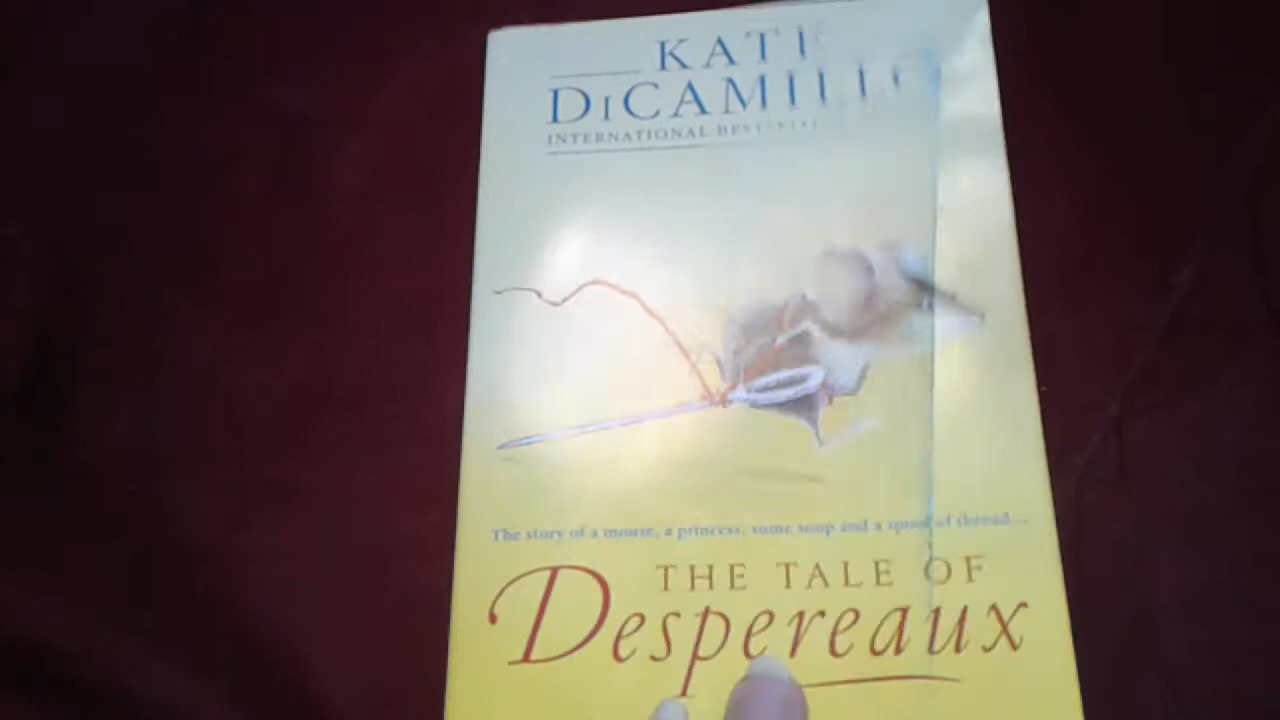 KATE
DiCAMILLO
INTERNATIONAL
The story of a mouse, a princess, some soup and a spool of thread...
THE TALE OF
Despereaux